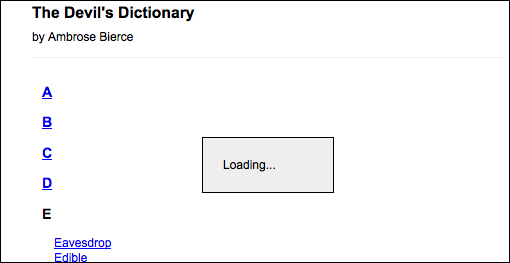 The Devil's Dictionary
by Ambrose Bierce
A
B
C
Loading...
D
E
Eavesdrop
Edible